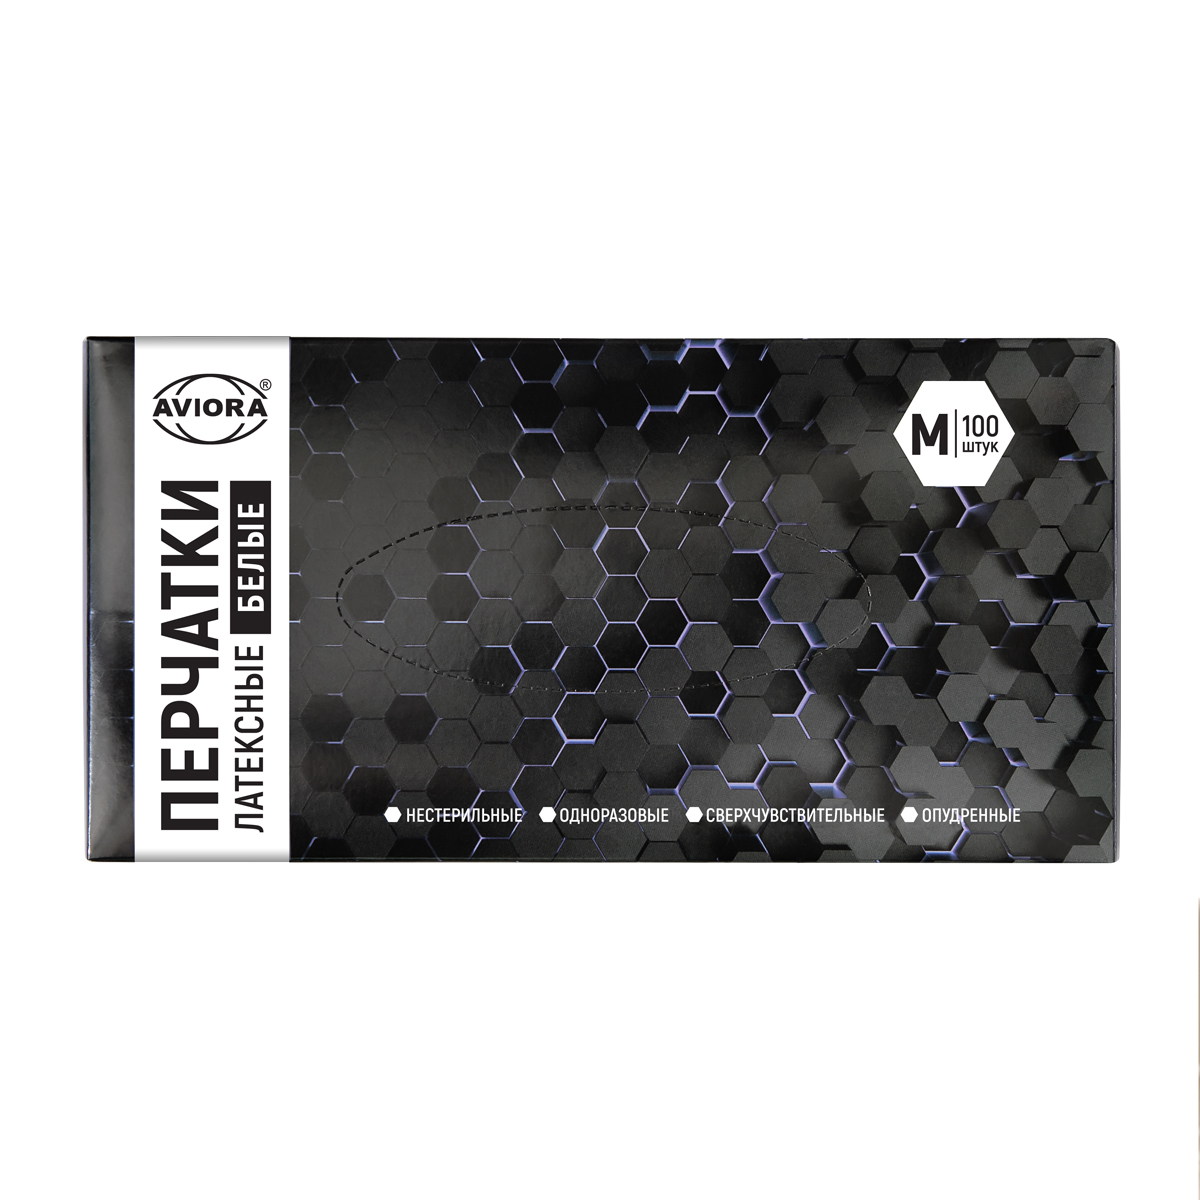 AVIORA®
ПЕРЧАТКИ
ЛАТЕКСНЫЕ БЕЛЫЕ
M 100
ШТУК
НЕСТЕРИЛЬНЫЕ ОДНОРАЗОВЫЕ СВЕРХЧУВСТВИТЕЛЬНЫЕ ОПУДРЕННЫЕ